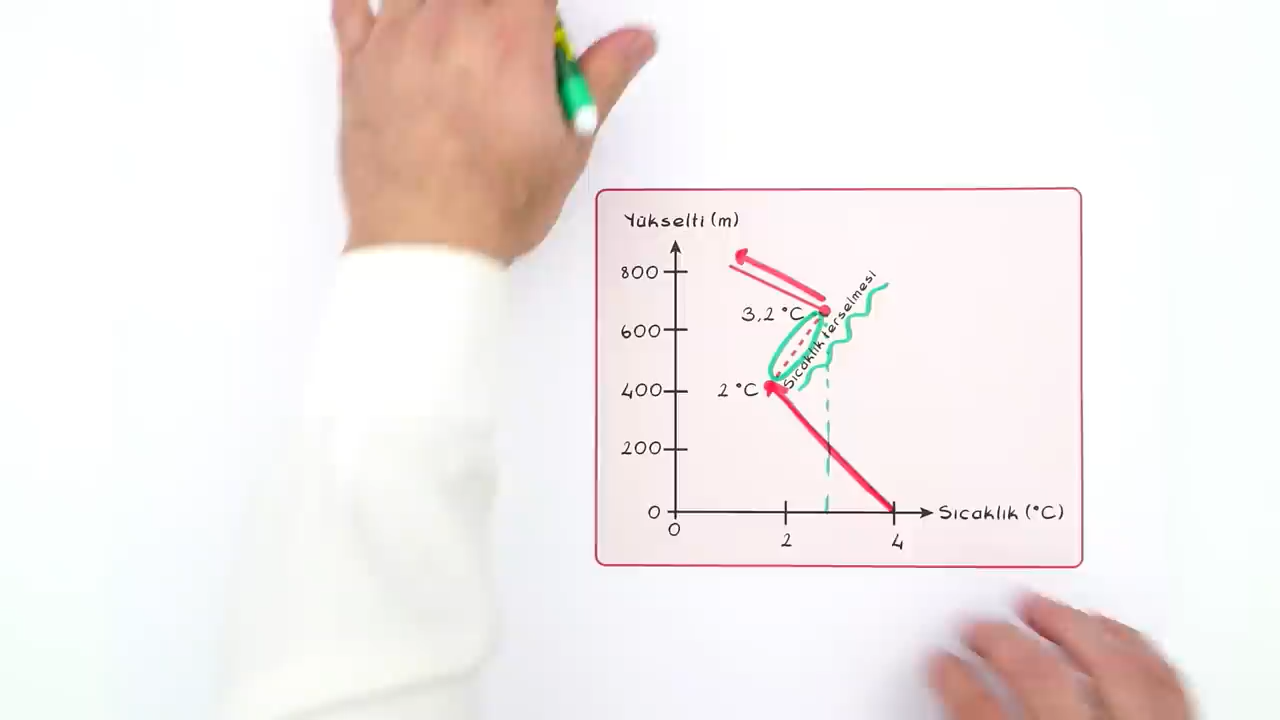 Yükselti (m)
800
600
400
200
0
3,2 °C
2 °C
Sıcaklık terselmesi
0
2
4
Sıcaklık (°C)